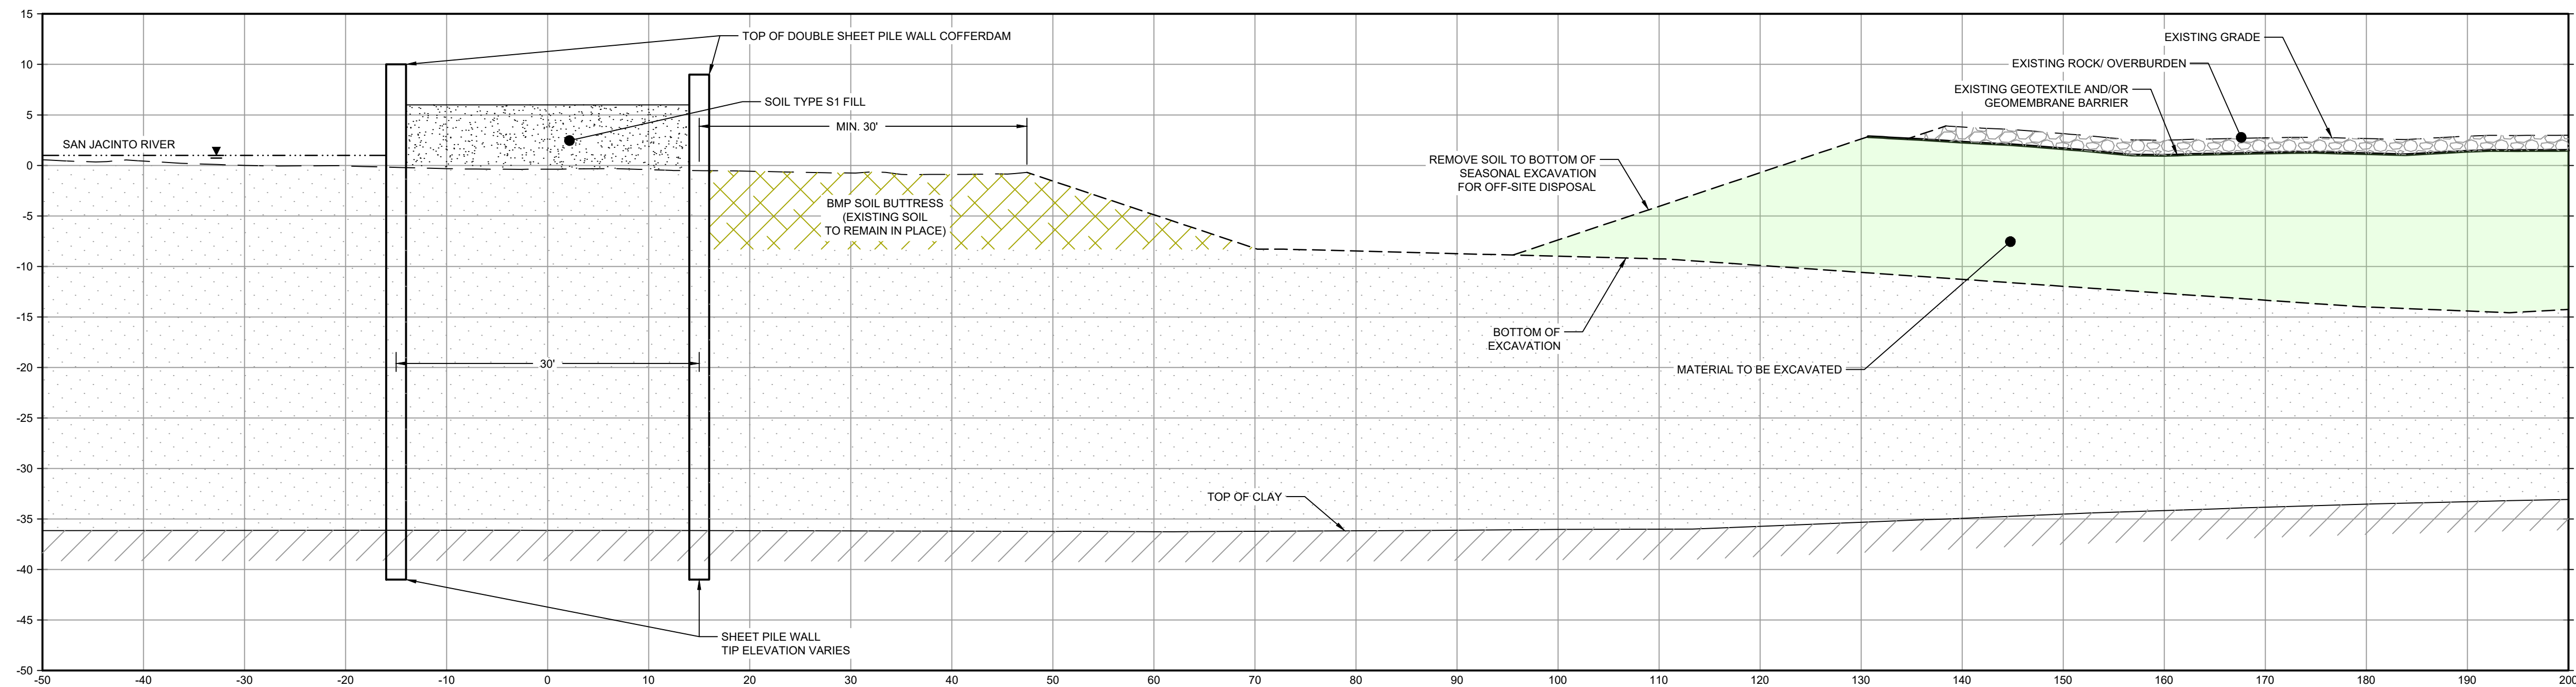 15
10
5
0
-5
-10
-15
-20
-25
-30
-35
-40
-45
-50
-50
-40
-30
-20
-10
0
10
20
30
40
50
60
70
80
90
100
110
120
130
140
150
160
170
180
190
200
TOP OF DOUBLE SHEET PILE WALL COFFERDAM
SOIL TYPE S1 FILL
SAN JACINTO RIVER
MIN. 30'
BMP SOIL BUTTRESS
(EXISTING SOIL
TO REMAIN IN PLACE)
30'
SHEET PILE WALL
TIP ELEVATION VARIES
TOP OF CLAY
REMOVE SOIL TO BOTTOM OF
SEASONAL EXCAVATION
FOR OFF-SITE DISPOSAL
BOTTOM OF
EXCAVATION
MATERIAL TO BE EXCAVATED
EXISTING GRADE
EXISTING ROCK/ OVERBURDEN
EXISTING GEOTEXTILE AND/OR
GEOMEMBRANE BARRIER